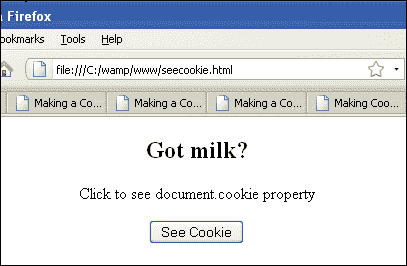 Firefox
ookmarks Tools Help
file:///C:/wamp/www/seecookie.html
Making a Co... Making a Co... Making a Co... Making Coo...
Got milk?
Click to see document.cookie property
See Cookie